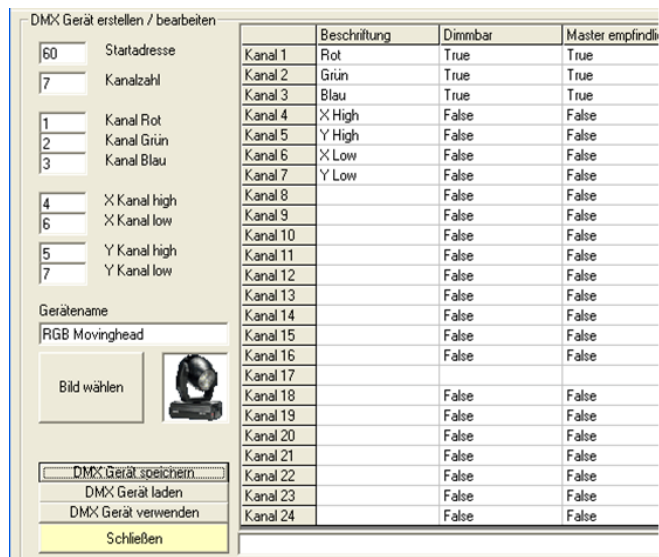 DMX Gerät erstellen / bearbeiten
60 Startadresse
7 Kanalzahl
1 Kanal Rot
2 Kanal Grün
3 Kanal Blau
4 X Kanal high
6 X Kanal low
5 Y Kanal high
7 Y Kanal low
Gerätename
RGB Movinghead
Bild wählen
DMX Gerät speichern
DMX Gerät laden
DMX Gerät verwenden
Schließen
Beschriftung Dimmbar Master empfindli
Kanal 1 Rot True True
Kanal 2 Grün True True
Kanal 3 Blau True True
Kanal 4 X High False False
Kanal 5 Y High False False
Kanal 6 X Low False False
Kanal 7 Y Low False False
Kanal 8 False False
Kanal 9 False False
Kanal 10 False False
Kanal 11 False False
Kanal 12 False False
Kanal 13 False False
Kanal 14 False False
Kanal 15 False False
Kanal 16 False False
Kanal 17
Kanal 18 False False
Kanal 19 False False
Kanal 20 False False
Kanal 21 False False
Kanal 22 False False
Kanal 23 False False
Kanal 24 False False